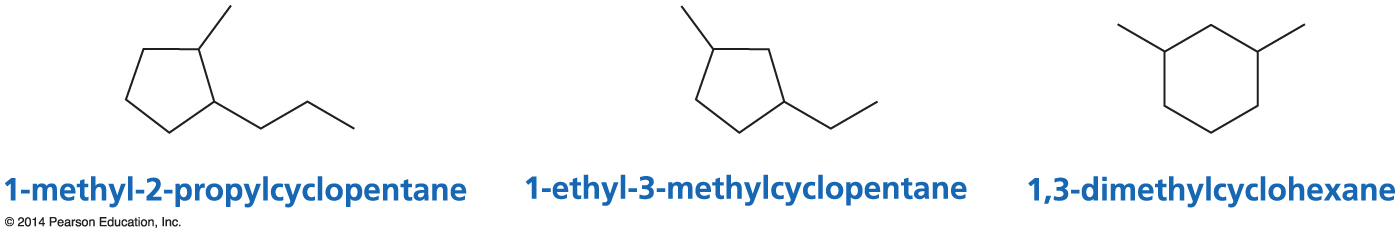 1-methyl-2-propylcyclopentane
1-ethyl-3-methylcyclopentane
1,3-dimethylcyclohexane
© 2014 Pearson Education, Inc.